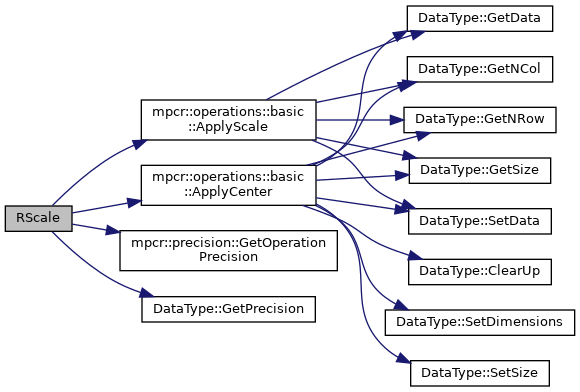 RScale
mpcr::operations::basic
::ApplyScale
mpcr::operations::basic
::ApplyCenter
mpcr::precision::GetOperation
Precision
DataType::GetPrecision
DataType::GetData
DataType::GetNCol
DataType::GetNRow
DataType::GetSize
DataType::SetData
DataType::ClearUp
DataType::SetDimensions
DataType::SetSize